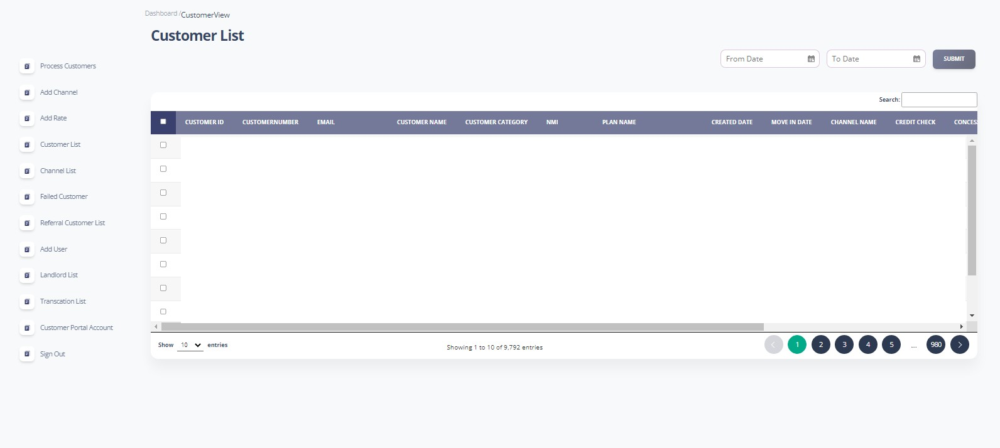 Dashboard /CustomerView
Customer List
From Date To Date SUBMIT
Process Customers
Add Channel
Add Rate
Customer List
Channel List
Failed Customer
Referral Customer List
Add User
Landlord List
Transcation List
Customer Portal Account
Sign Out
Search:
CUSTOMER ID CUSTOMERNUMBER EMAIL CUSTOMER NAME CUSTOMER CATEGORY NMI PLAN NAME CREATED DATE MOVE IN DATE CHANNEL NAME CREDIT CHECK CONCES
Show 10 entries Showing 1 to 10 of 9,792 entries 1 2 3 4 5 ... 980